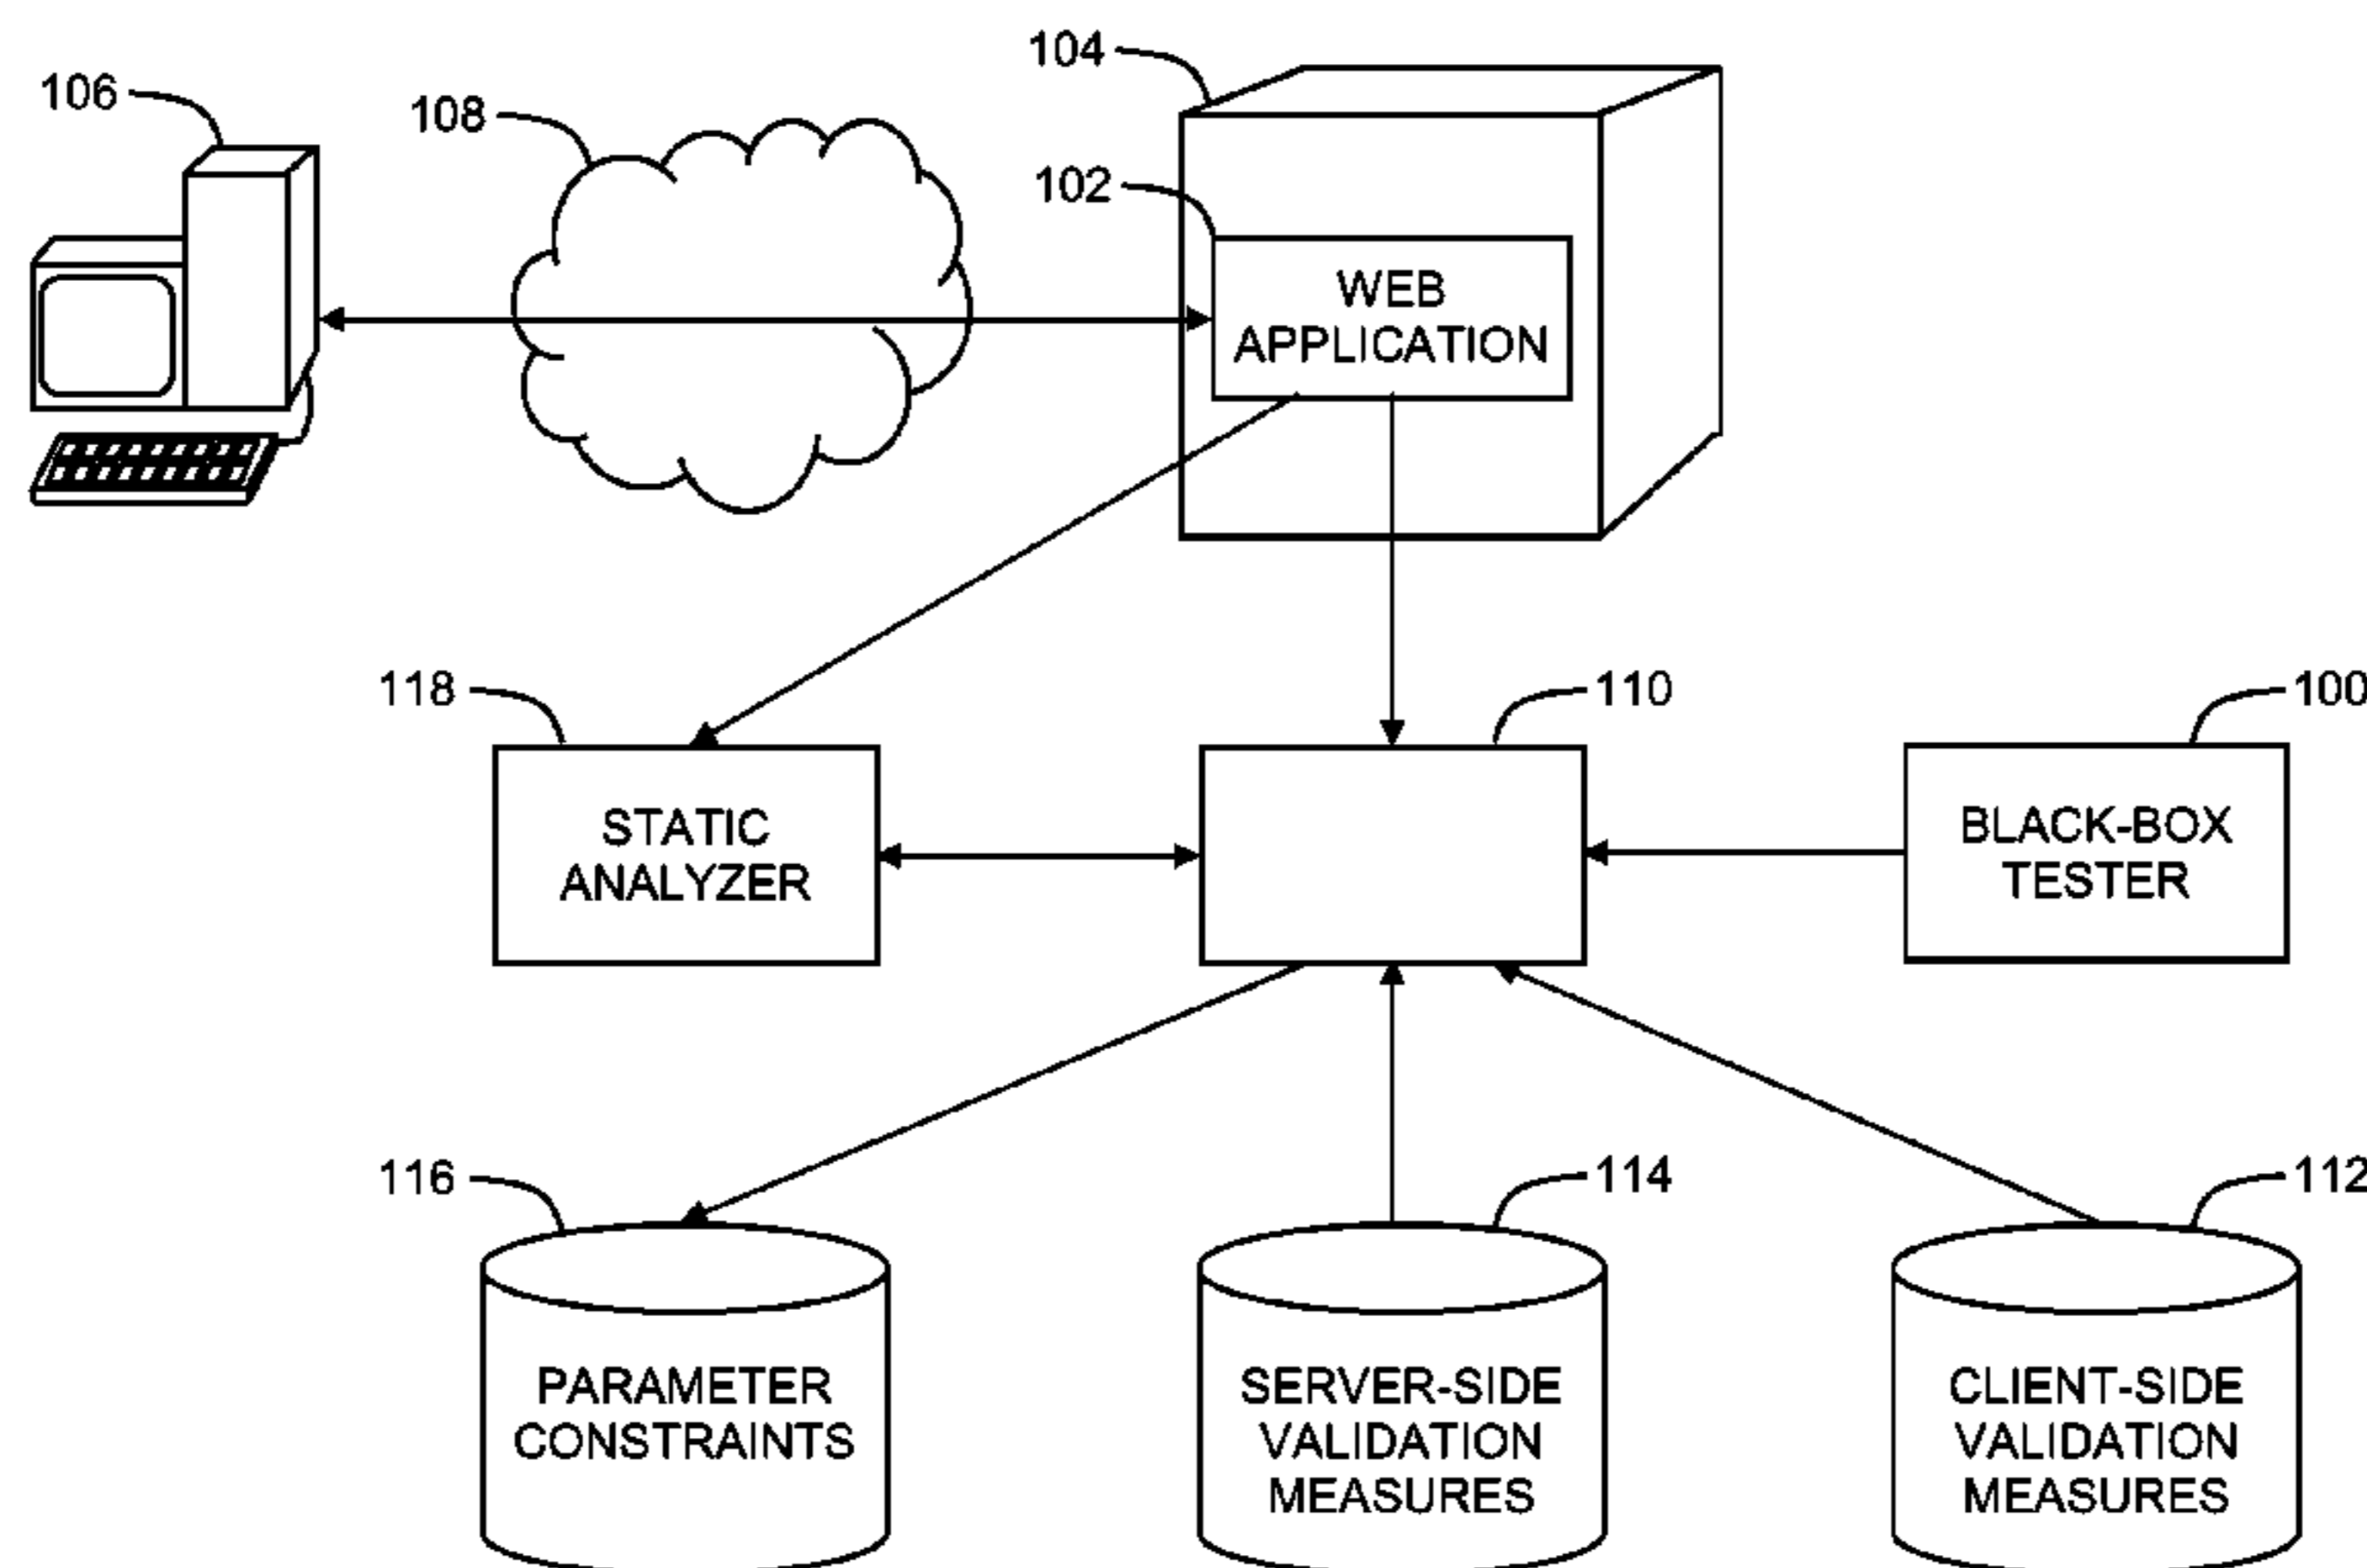 104
106
108
102
WEB
APPLICATION
118
110
100
STATIC
ANALYZER
BLACK-BOX
TESTER
116
114
112
PARAMETER
CONSTRAINTS
SERVER-SIDE
VALIDATION
MEASURES
CLIENT-SIDE
VALIDATION
MEASURES